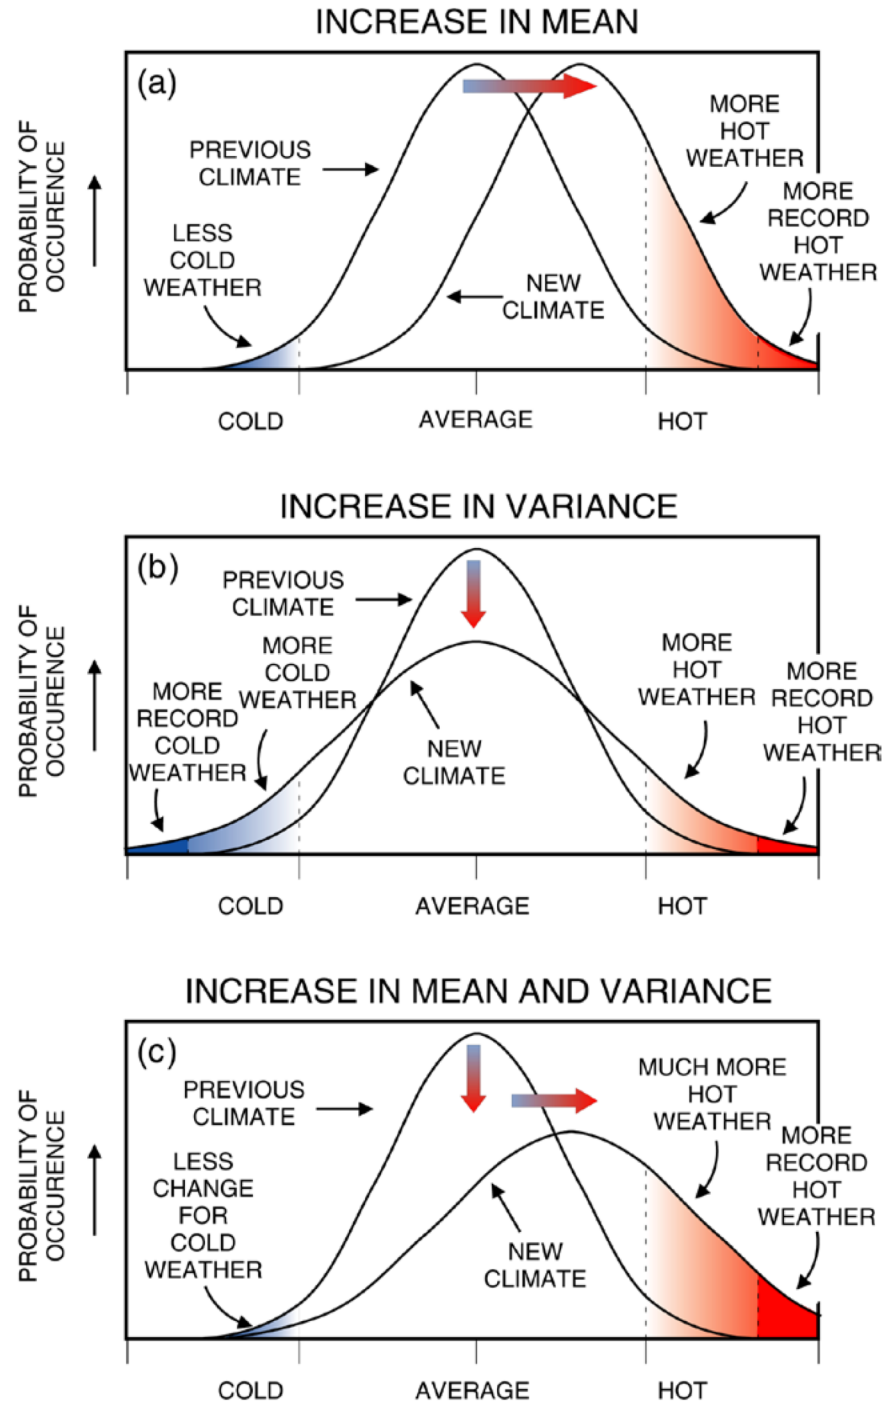 INCREASE IN MEAN
(a)
PROBABILITY OF
OCCURENCE
PREVIOUS
CLIMATE
LESS
COLD
WEATHER
NEW
CLIMATE
MORE
HOT
WEATHER
MORE
RECORD
HOT
WEATHER
COLD
AVERAGE
HOT
INCREASE IN VARIANCE
(b)
PROBABILITY OF
OCCURENCE
PREVIOUS
CLIMATE
MORE
COLD
WEATHER
MORE
RECORD
COLD
WEATHER
NEW
CLIMATE
MORE
HOT
WEATHER
MORE
RECORD
HOT
WEATHER
COLD
AVERAGE
HOT
INCREASE IN MEAN AND VARIANCE
(c)
PROBABILITY OF
OCCURENCE
PREVIOUS
CLIMATE
LESS
CHANGE
FOR
COLD
WEATHER
NEW
CLIMATE
MUCH MORE
HOT
WEATHER
MORE
RECORD
HOT
WEATHER
COLD
AVERAGE
HOT